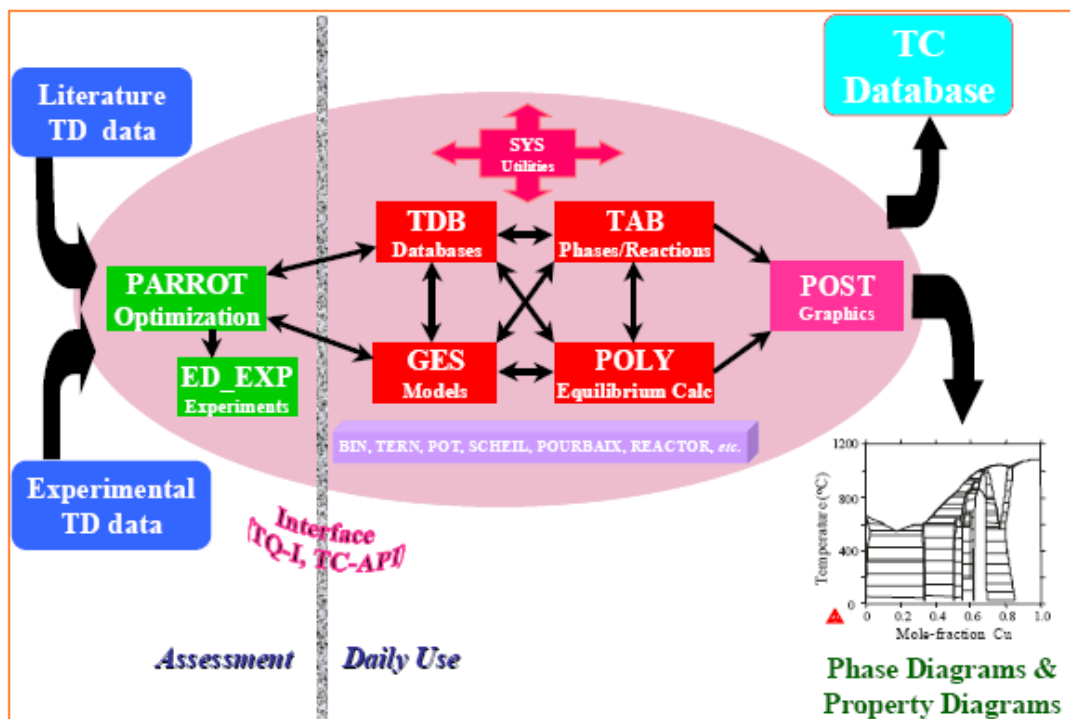 Literature
TD data
TC
Database
SYS
Utilities
TDB
Databases
TAB
Phases/Reactions
PARROT
Optimization
POST
Graphics
GES
Models
POLY
Equilibrium Calc
ED_EXP
Experiments
BIN, TERN, POT, SCHEIL, POURBAIX, REACTOR, etc.
Experimental
TD data
Interface
(TQ-I, TC-API)
Temperature (°C)
1200
800
400
0
0 0.2 0.4 0.6 0.8 1.0
Mole-fraction Cu
Assessment
Daily Use
Phase Diagrams &
Property Diagrams